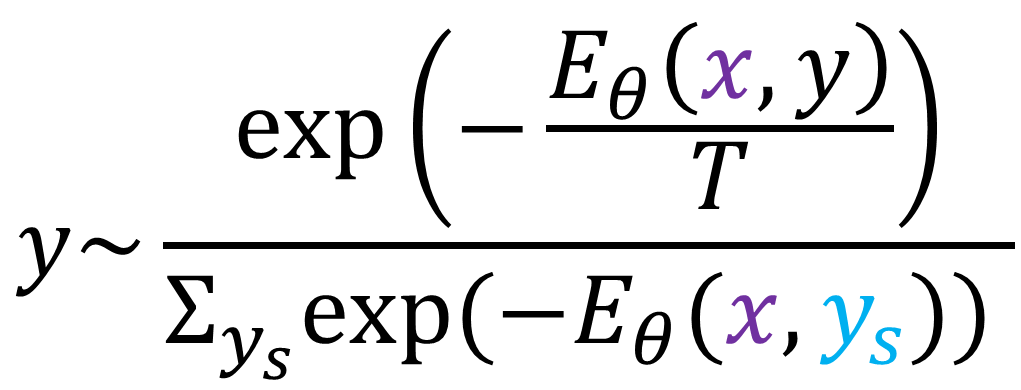 y~ exp(−E_θ(x, y)/T) / Σ_{y_s} exp(−E_θ(x, y_s))